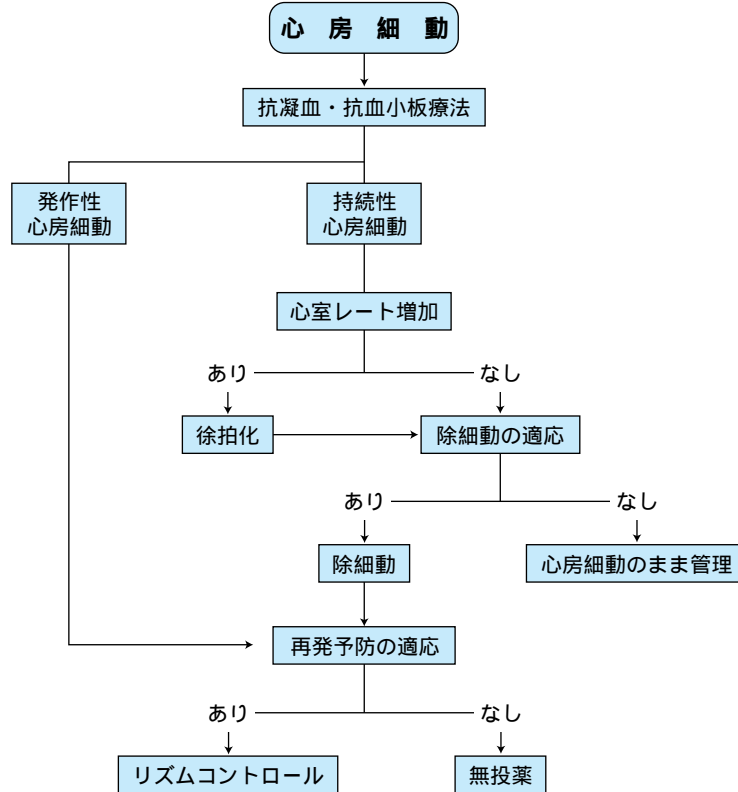 心房細動
抗凝血・抗血小板療法
発作性
心房細動
持続性
心房細動
心室レート増加
あり
なし
徐拍化
除細動の適応
あり
なし
除細動
心房細動のまま管理
再発予防の適応
あり
なし
リズムコントロール
無投薬